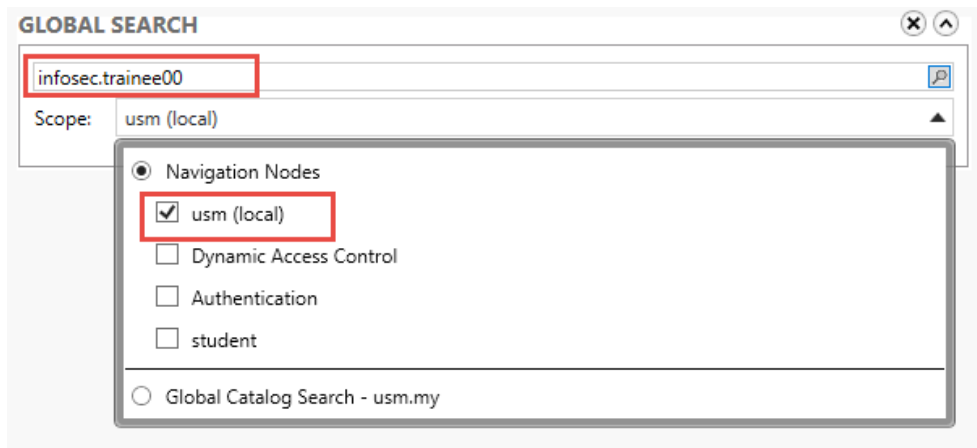 GLOBAL SEARCH
infosec.trainee00
Scope: usm (local)
Navigation Nodes
usm (local)
Dynamic Access Control
Authentication
student
Global Catalog Search - usm.my